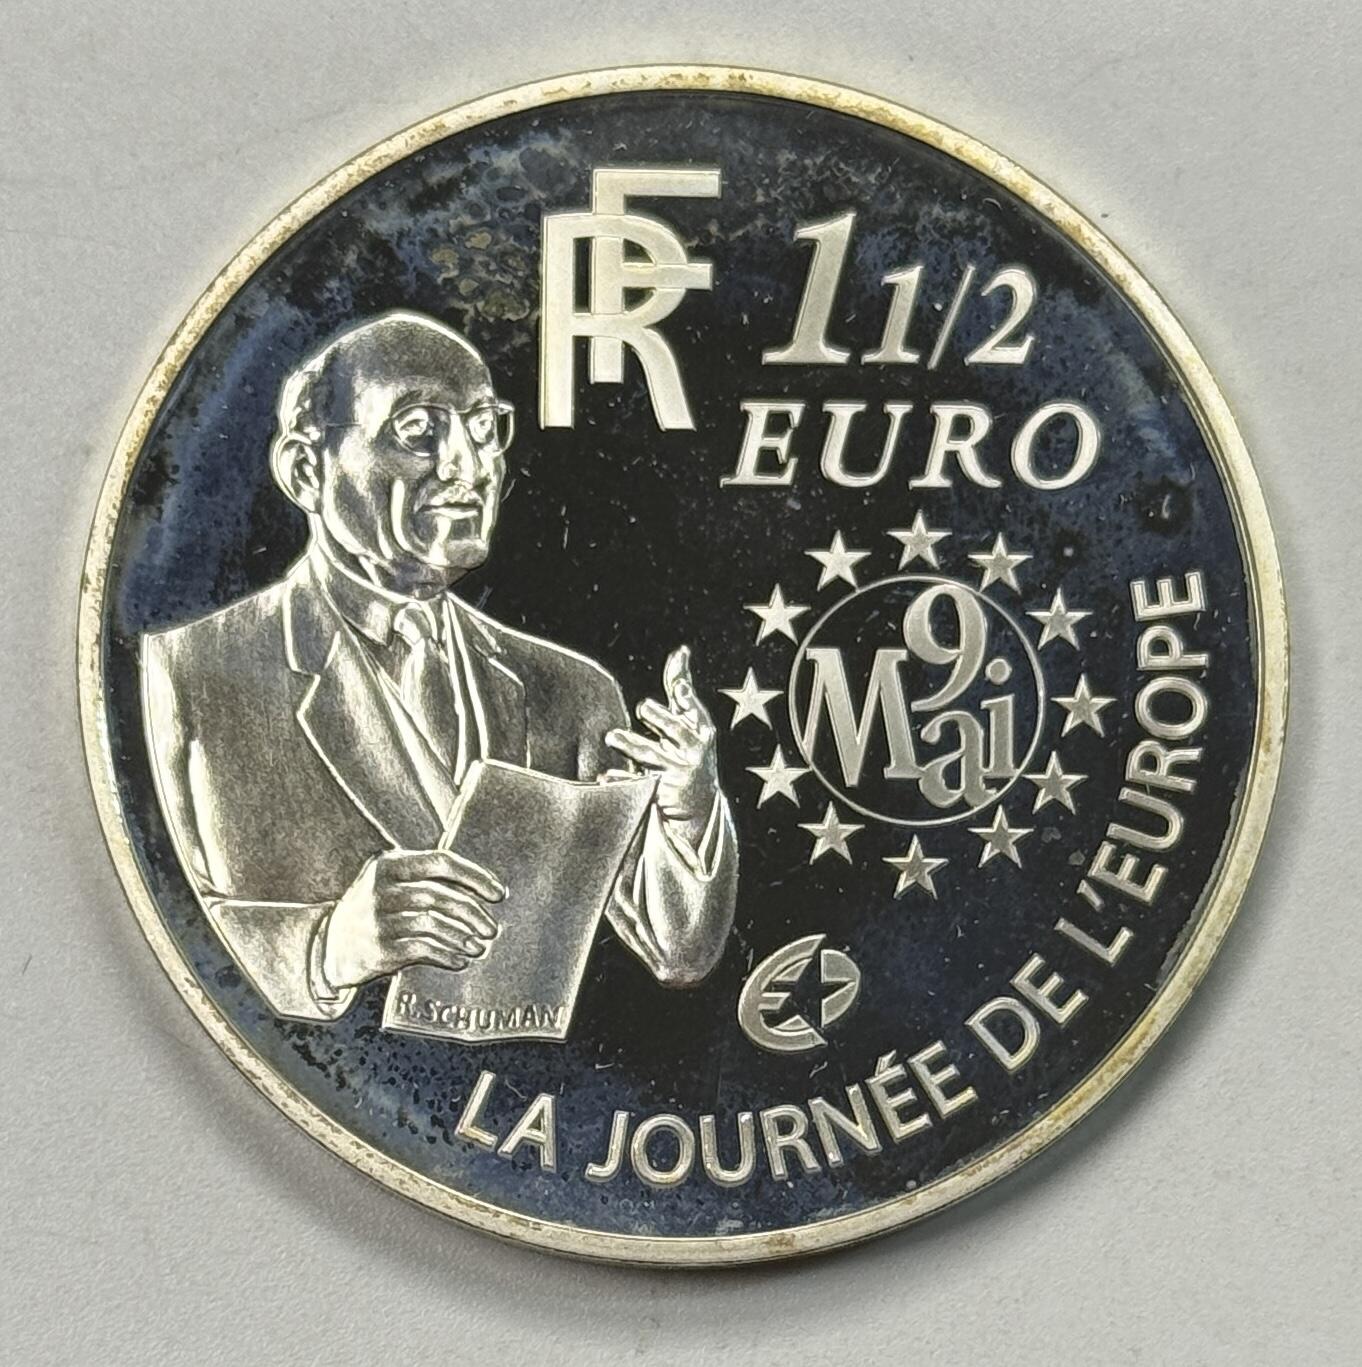 RF
1 1/2
EURO
9
Mai
R.SCHUMAN
LA JOURNÉE DE L'EUROPE